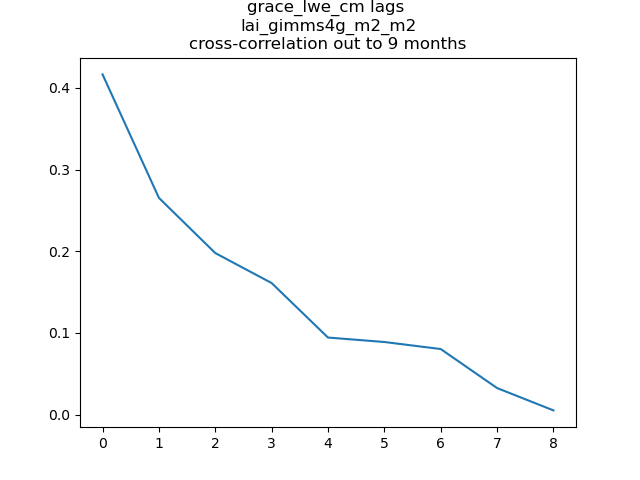 grace_lwe_cm lags
lai_gimms4g_m2_m2
cross-correlation out to 9 months
0.4
0.3
0.2
0.1
0.0
0 1 2 3 4 5 6 7 8